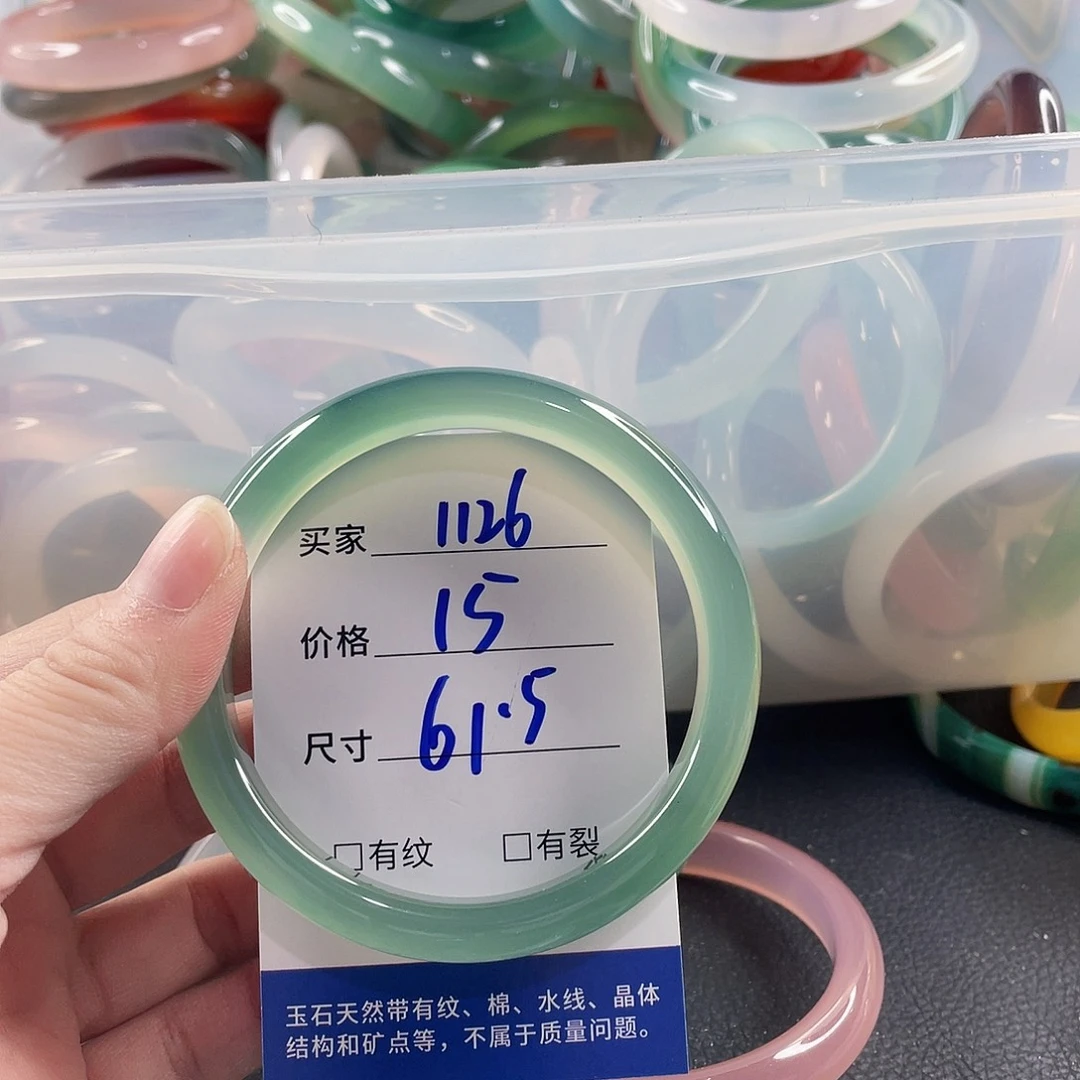 买家 1126
价格 15
尺寸 61.5
□有纹 □有裂
玉石天然带有纹、棉、水线、晶体
结构和矿点等，不属于质量问题。